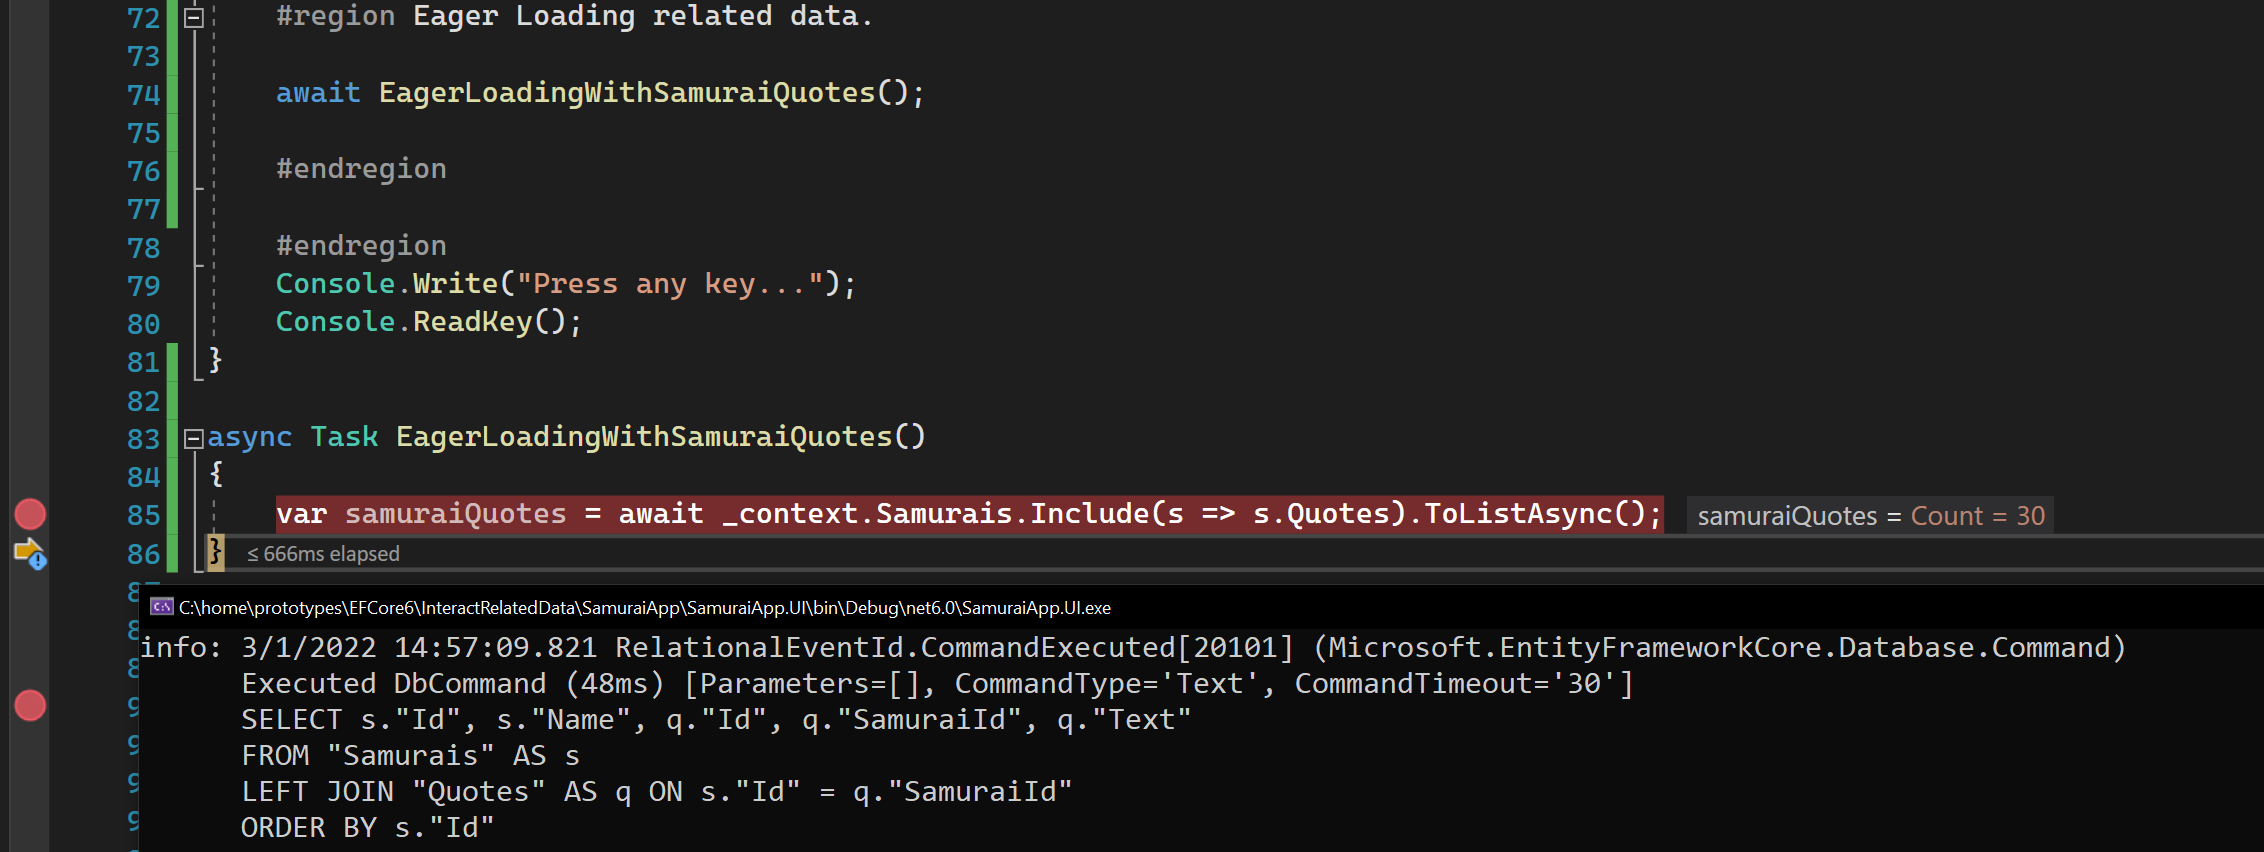 72 #region Eager Loading related data.
73
74 await EagerLoadingWithSamuraiQuotes();
75
76 #endregion
77
78 #endregion
79 Console.Write("Press any key...");
80 Console.ReadKey();
81 }
82
83 async Task EagerLoadingWithSamuraiQuotes()
84 {
85 var samuraiQuotes = await _context.Samurais.Include(s => s.Quotes).ToListAsync(); samuraiQuotes = Count = 30
86 } ≤ 666ms elapsed
C:\home\prototypes\EFCore6\InteractRelatedData\SamuraiApp\SamuraiApp.UI\bin\Debug\net6.0\SamuraiApp.UI.exe
info: 3/1/2022 14:57:09.821 RelationalEventId.CommandExecuted[20101] (Microsoft.EntityFrameworkCore.Database.Command)
Executed DbCommand (48ms) [Parameters=[], CommandType='Text', CommandTimeout='30']
SELECT s."Id", s."Name", q."Id", q."SamuraiId", q."Text"
FROM "Samurais" AS s
LEFT JOIN "Quotes" AS q ON s."Id" = q."SamuraiId"
ORDER BY s."Id"